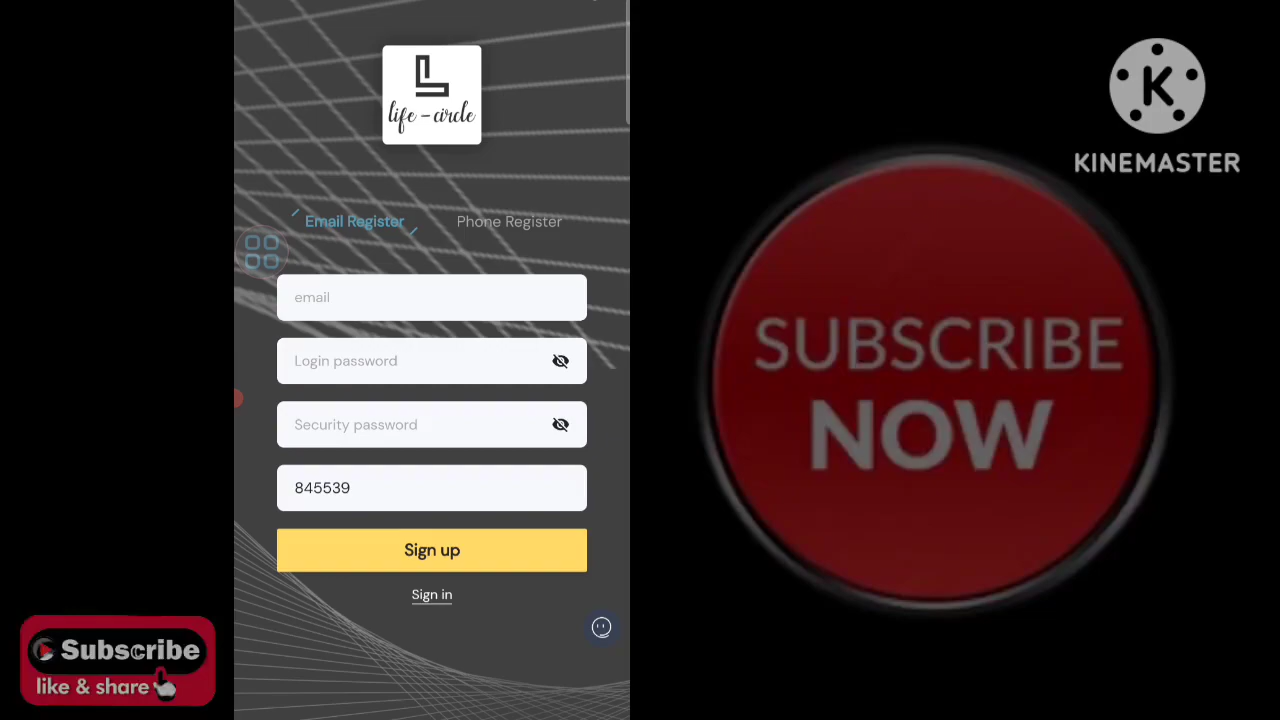 life - circle
Email Register
Phone Register
email
Login password
Security password
845539
Sign up
Sign in
K
KINEMASTER
SUBSCRIBE
NOW
Subscribe
like & share